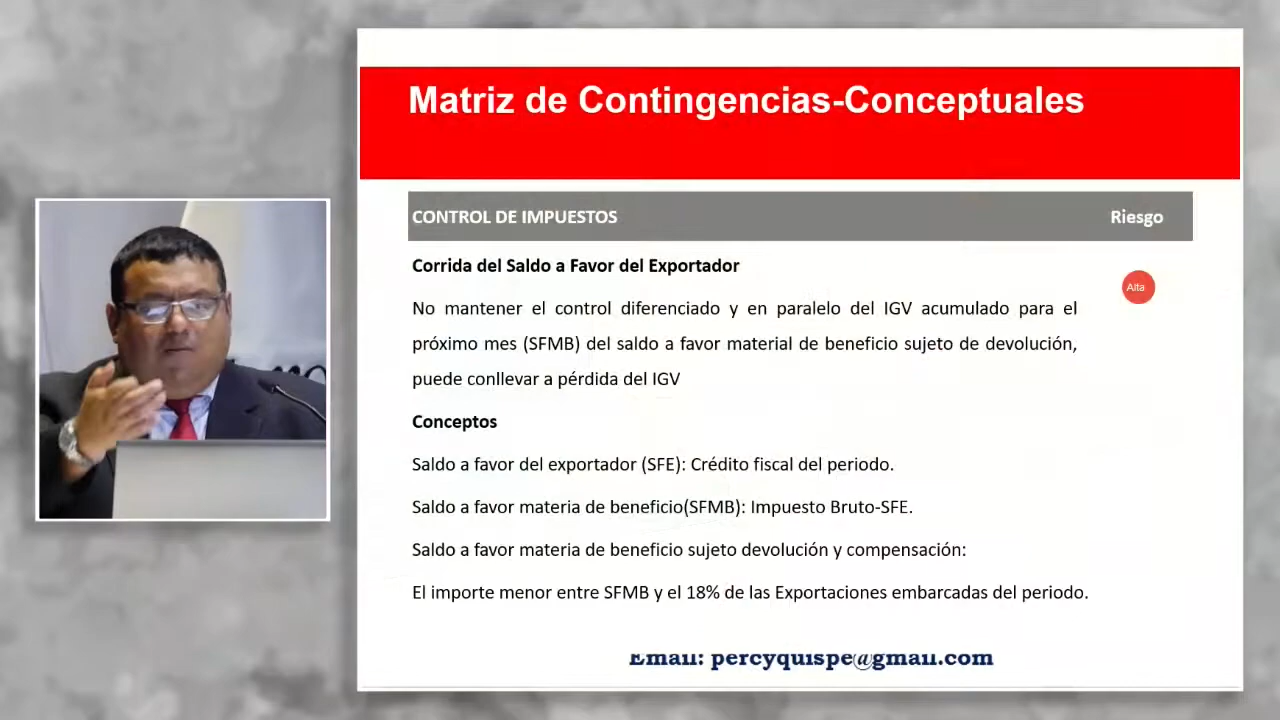 Matriz de Contingencias-Conceptuales
CONTROL DE IMPUESTOS Riesgo
Corrida del Saldo a Favor del Exportador
Alta
No mantener el control diferenciado y en paralelo del IGV acumulado para el
próximo mes (SFMB) del saldo a favor material de beneficio sujeto de devolución,
puede conllevar a pérdida del IGV
Conceptos
Saldo a favor del exportador (SFE): Crédito fiscal del periodo.
Saldo a favor materia de beneficio(SFMB): Impuesto Bruto-SFE.
Saldo a favor materia de beneficio sujeto devolución y compensación:
El importe menor entre SFMB y el 18% de las Exportaciones embarcadas del periodo.
Email: percyquispe@gmail.com